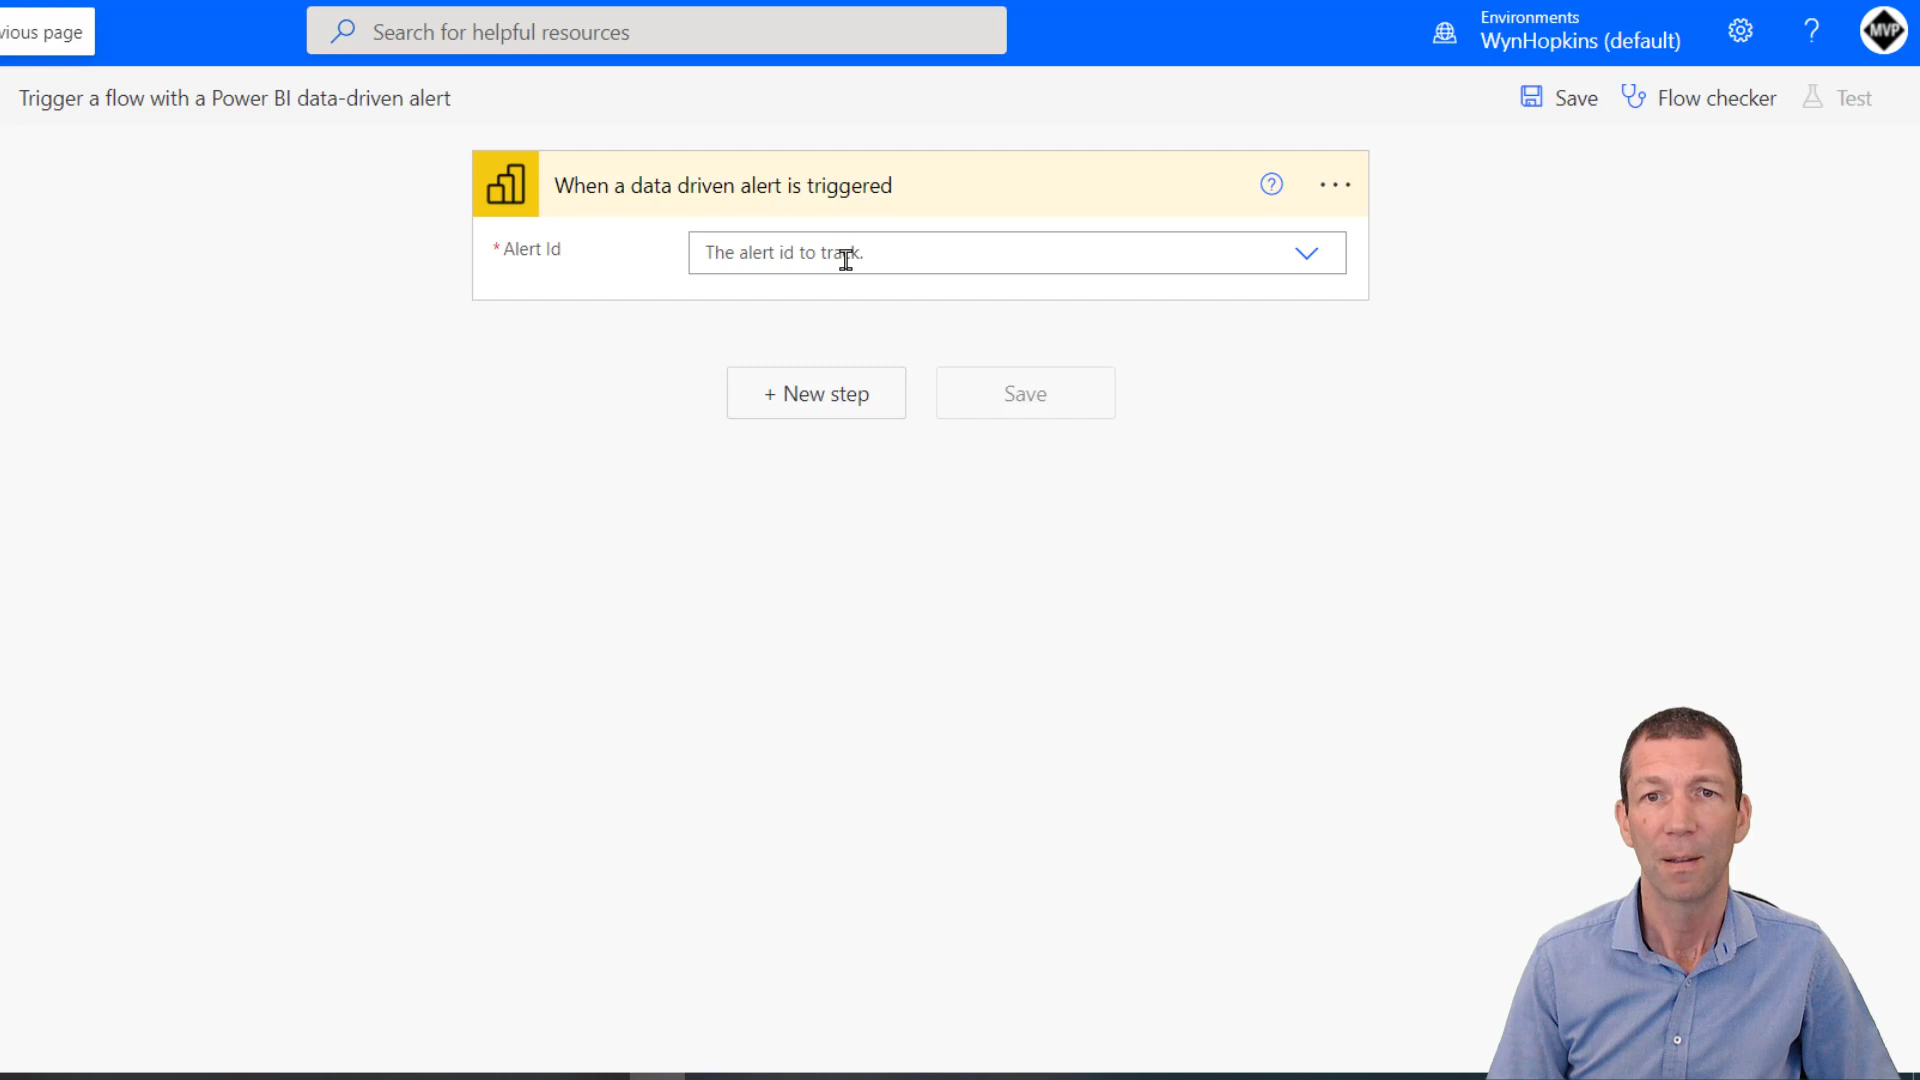 vious page
Search for helpful resources
Environments
WynHopkins (default)
?
MVP
Trigger a flow with a Power BI data-driven alert
Save
Flow checker
Test
When a data driven alert is triggered
?
...
* Alert Id
The alert id to track.
+ New step
Save